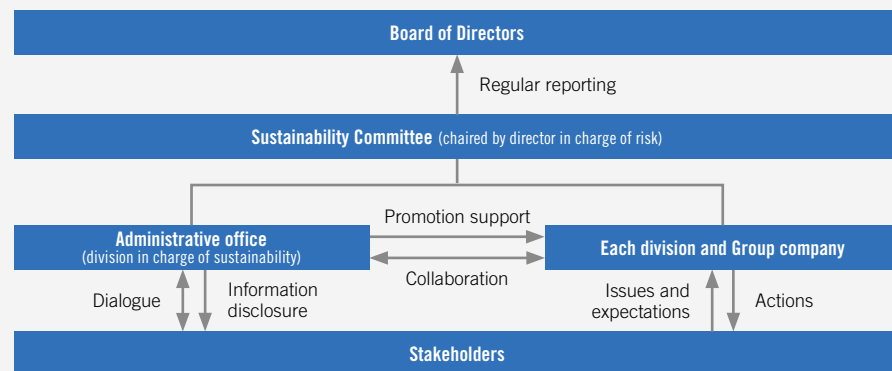 Board of Directors
Regular reporting
Sustainability Committee (chaired by director in charge of risk)
Promotion support
Administrative office
(division in charge of sustainability)
Each division and Group company
Collaboration
Dialogue
Information
disclosure
Issues and
expectations
Actions
Stakeholders